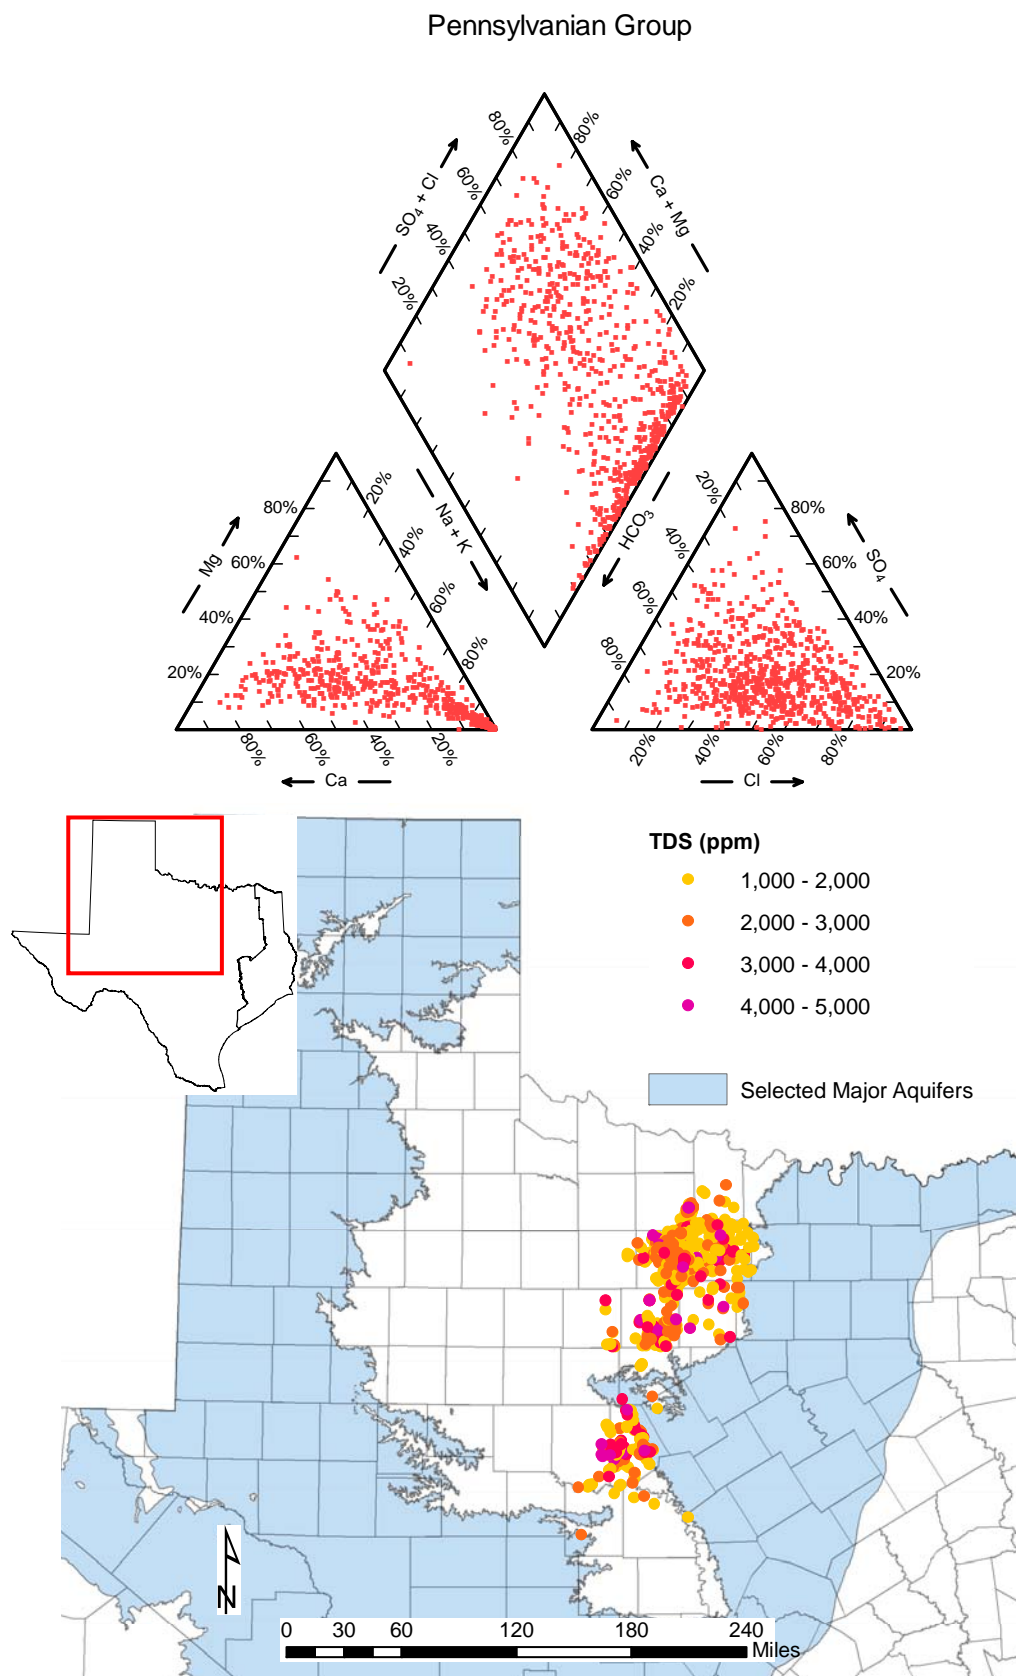 Pennsylvanian Group
80%
80%
SO₄ + Cl
Ca + Mg
60%
60%
40%
40%
20%
20%
Na + K
HCO₃
80%
20%
Mg
60%
40%
40%
60%
20%
80%
80%
60%
40%
20%
Ca
20%
80%
40%
60%
SO₄
60%
40%
80%
20%
20%
40%
60%
80%
Cl
TDS (ppm)
1,000 - 2,000
2,000 - 3,000
3,000 - 4,000
4,000 - 5,000
Selected Major Aquifers
N
0 30 60 120 180 240
Miles